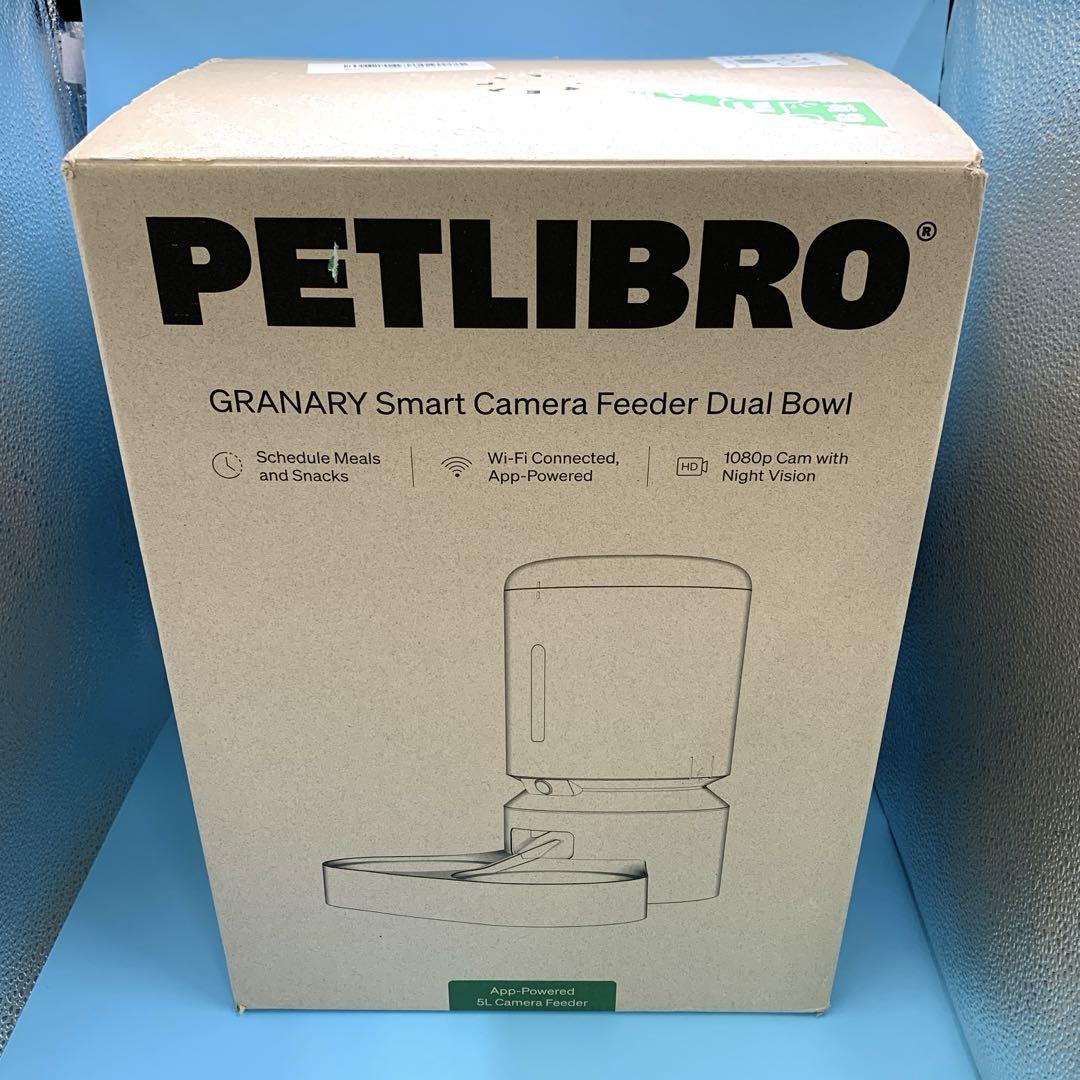 PETLIBRO®
GRANARY Smart Camera Feeder Dual Bowl
Schedule Meals
and Snacks
Wi-Fi Connected,
App-Powered
HD
1080p Cam with
Night Vision
App-Powered
5L Camera Feeder